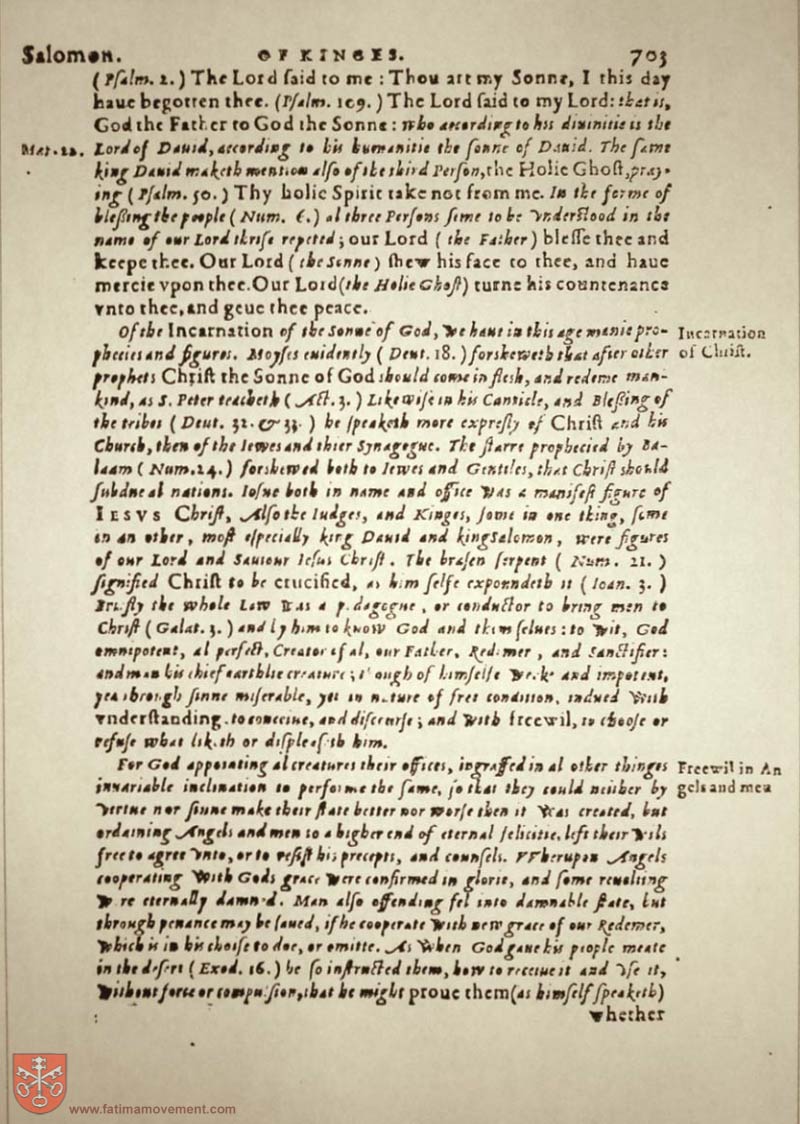 Salomon. OF KINGES. 703
(Psalm. 2.) The Lord said to me : Thou art my Sonne, I this day
haue begotten thee. (Psalm. 109.) The Lord said to my Lord: that is,
God the Father to God the Sonne : who according to his diuinitie is the
Mat. 22. Lord of Dauid, according to his humanitie the sonne of Dauid. The same
king Dauid maketh mention also of the third Person, the Holie Ghost, pray-
ing (Psalm. 50.) Thy holie Spirit take not from me. In the forme of
blessing the people (Num. 6.) al three Persons seme to be vnderstood in the
name of our Lord thrise repeted; our Lord (the Father) blesse thee and
keepe thee. Our Lord (the Sonne) shew his face to thee, and haue
mercie vpon thee. Our Lord (the Holie Ghost) turne his countenance
vnto thee, and geue thee peace.
Of the Incarnation of the Sonne of God, we haue in this age manie pro- Incarnation
phecies and figures. Moyses euidently (Deut. 18.) forsheweth that after other of Christ.
prophets Christ the Sonne of God should come in flesh, and redeme man-
kind, as S. Peter teacheth (Act. 3.) Likewise in his Canticle, and Blessing of
the tribes (Deut. 32. & 33.) he speaketh more expresly of Christ and his
Church, then of the Iewes and thier Synagogue. The starre prophecied by Ba-
laam (Num. 24.) forshewed both to Iewes and Gentiles, that Christ should
subdue al nations. Iosue both in name and office was a manifest figure of
IESVS Christ, Also the Iudges, and Kinges, some in one thing, some
in an other, most especially king Dauid and king Salomon, were figures
of our Lord and Sauiour Iesus Christ. The brasen serpent (Num. 21.)
signified Christ to be crucified, as him selfe expoundeth it (Ioan. 3.)
Briefly the whole Law was a pedagogue, or conductor to bring men to
Christ (Galat. 3.) and by him to know God and them selues : to wit, God
omnipotent, al perfect, Creator of al, our Father, Redemer, and Sanctifier:
and man his chief earthlie creature; though of himselfe weake and impotent,
yea through sinne miserable, yet in nature of free condition, indued with
vnderstanding, to conceiue, and discourse; and with freewil, to choose or
refuse what liketh or displeaseth him.
For God appointing al creatures their offices, ingraffed in al other thinges Freewil in An
inuariable inclination to performe the same, so that they could neither by gels and men
vertue nor sinne make their state better nor worse then it was created, but
ordaining Angels and men to a higher end of eternal felicitie, left their wils
free to agree vnto, or to resist his precepts, and counsels. VVherupon Angels
cooperating with Gods grace were confirmed in glorie, and some reuolting
were eternally damned. Man also offending fel into damnable state, but
through penance may be saued, if he cooperate with new grace of our Redemer,
which is in his choise to doe, or omitte. As when God gaue his people meate
in the desert (Exod. 16.) he so instructed them, how to receiue it and vse it,
without force or compulsion, that he might proue them (as himself speaketh)
whether
www.fatimamovement.com